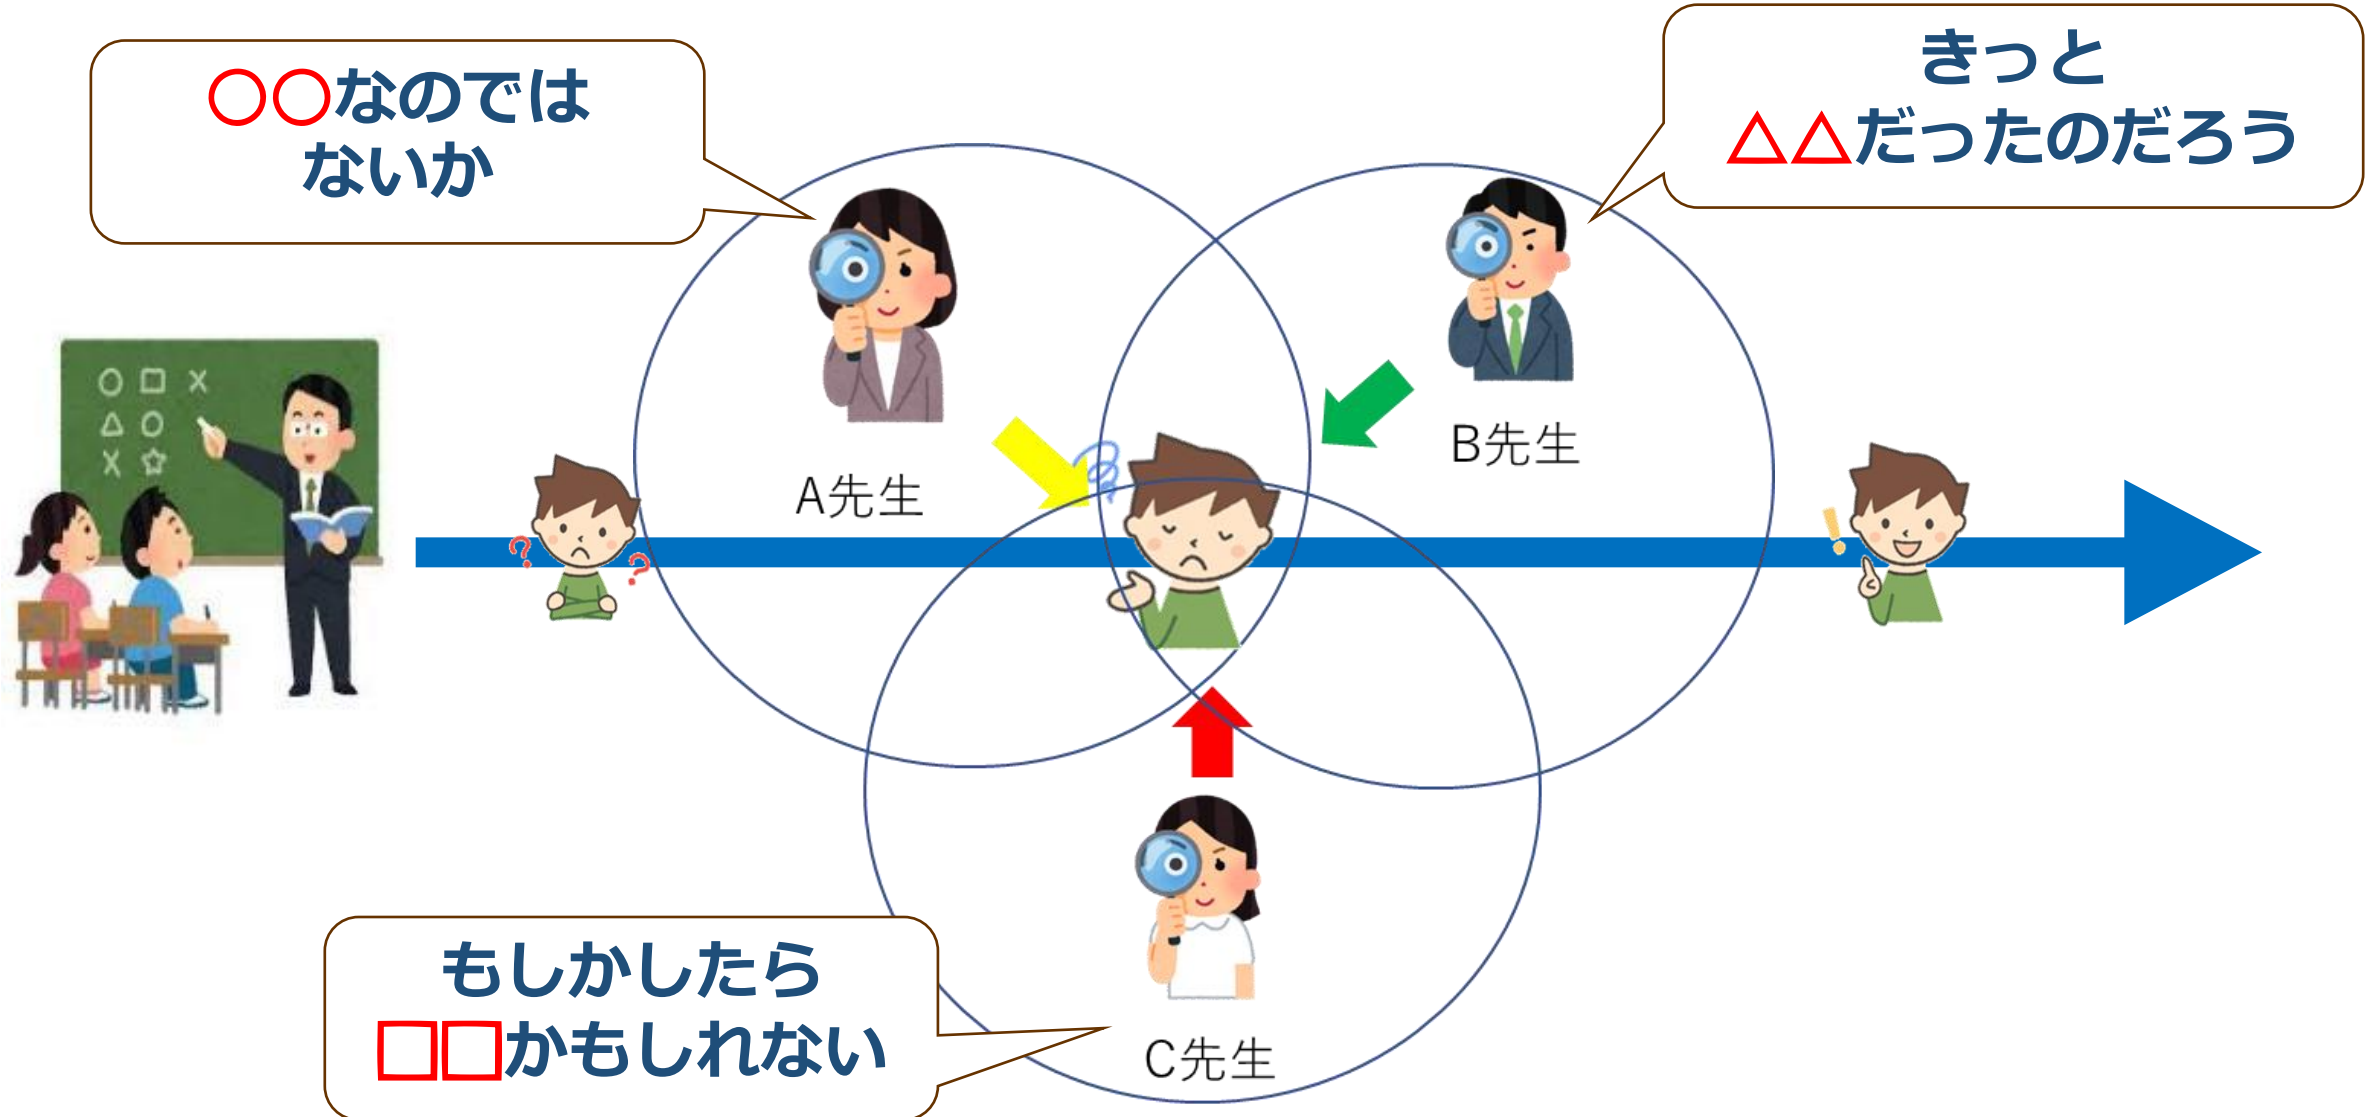 ○○なのでは
ないか
きっと
△△だったのだろう
A先生
B先生
○□×
△○
×☆
もしかしたら
□□かもしれない
C先生